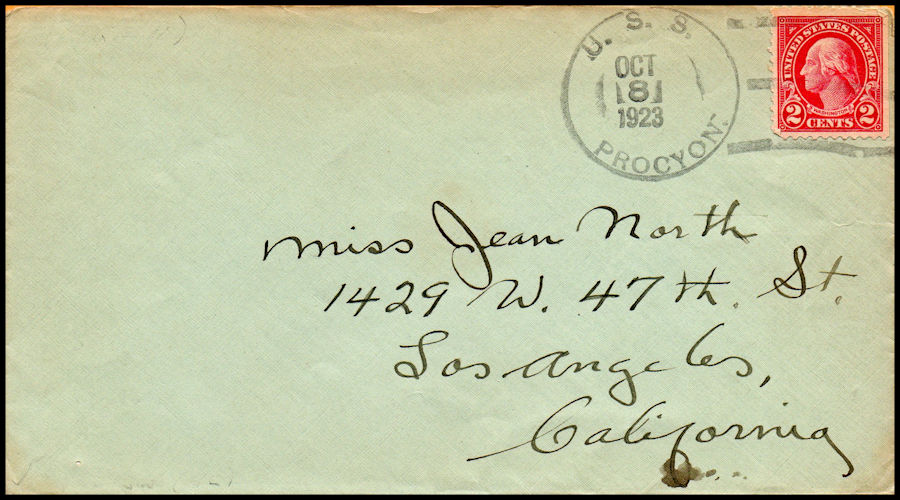 U. S. S.
OCT
8
1923
PROCYON.
UNITED STATES POSTAGE
WASHINGTON
2 CENTS 2
Miss Jean North
1429 W. 47th. St.
Los Angeles,
California